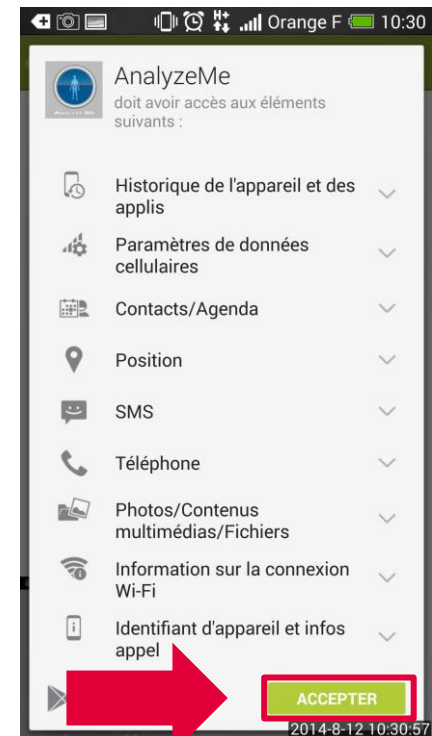 Orange F 10:30
AnalyzeMe
doit avoir accès aux éléments
suivants :
Historique de l'appareil et des
applis
Paramètres de données
cellulaires
Contacts/Agenda
Position
SMS
Téléphone
Photos/Contenus
multimédias/Fichiers
Information sur la connexion
Wi-Fi
Identifiant d'appareil et infos
appel
ACCEPTER
2014-8-12 10:30:57